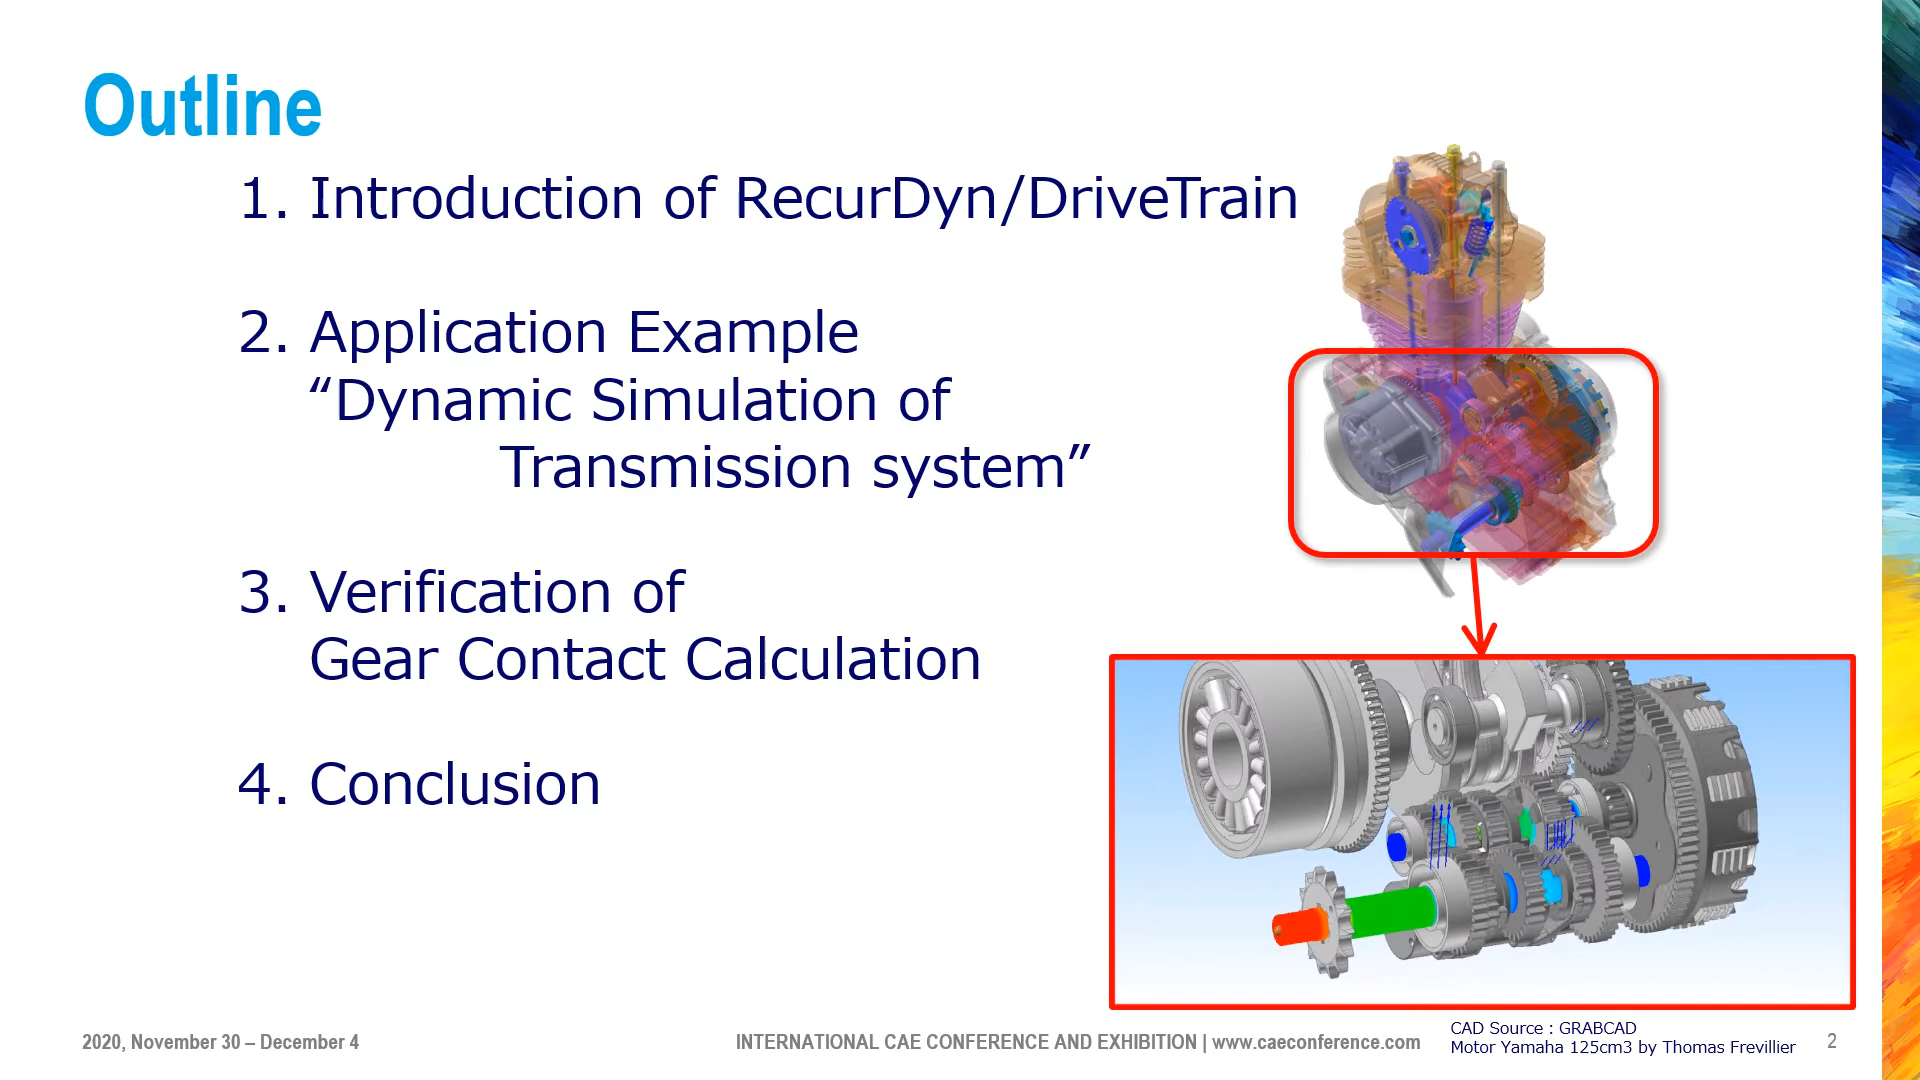 Outline
1. Introduction of RecurDyn/DriveTrain
2. Application Example
“Dynamic Simulation of
Transmission system”
3. Verification of
Gear Contact Calculation
4. Conclusion
2020, November 30 – December 4
INTERNATIONAL CAE CONFERENCE AND EXHIBITION | www.caeconference.com
CAD Source : GRABCAD
Motor Yamaha 125cm3 by Thomas Frevillier
2